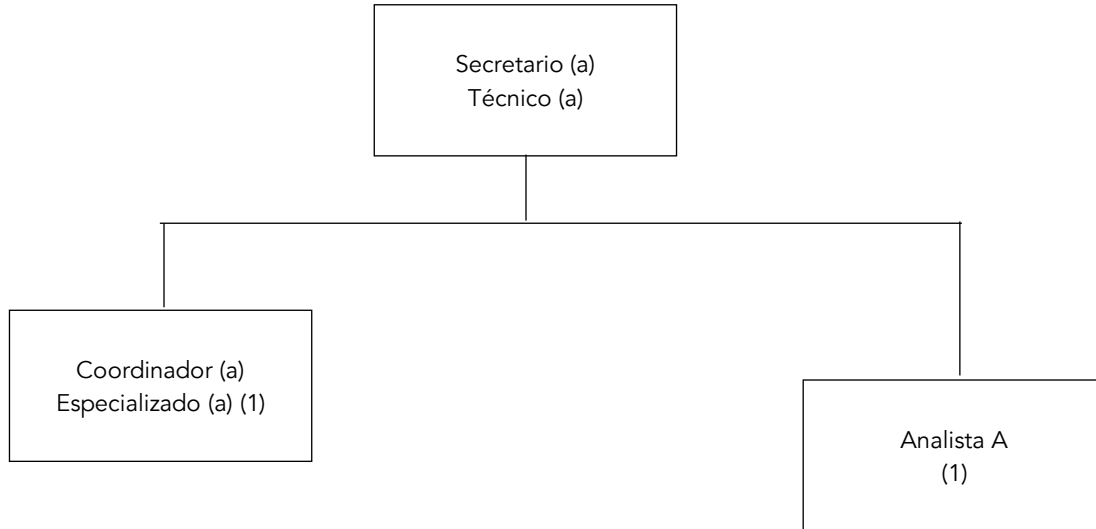 Secretario (a)
Técnico (a)
Coordinador (a)
Especializado (a) (1)
Analista A
(1)